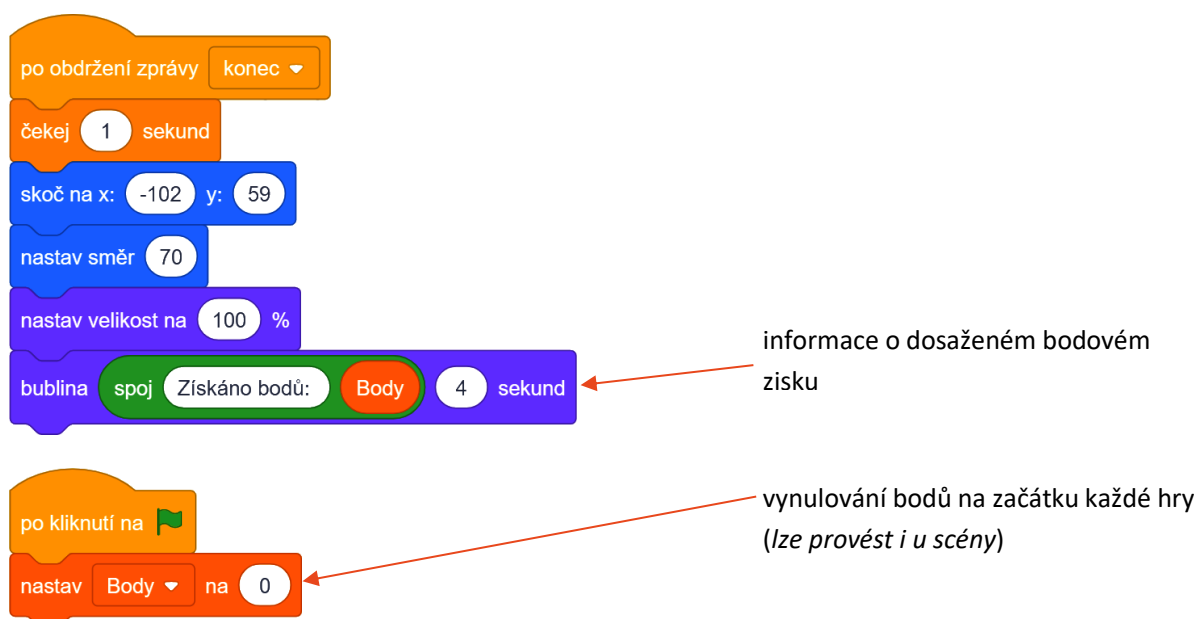 po obdržení zprávy konec
čekej 1 sekund
skoč na x: -102 y: 59
nastav směr 70
nastav velikost na 100 %
bublina spoj Získáno bodů: Body 4 sekund
informace o dosaženém bodovém
zisku
po kliknutí na
nastav Body na 0
vynulování bodů na začátku každé hry
(lze provést i u scény)